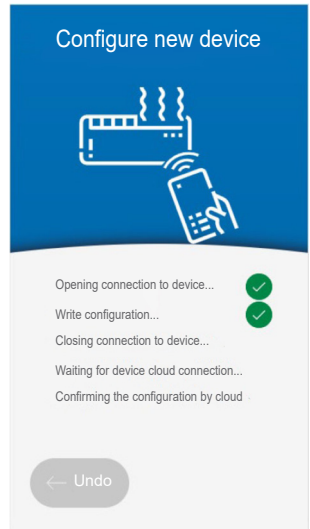 Configure new device
Opening connection to device...
Write configuration...
Closing connection to device...
Waiting for device cloud connection...
Confirming the configuration by cloud
Undo